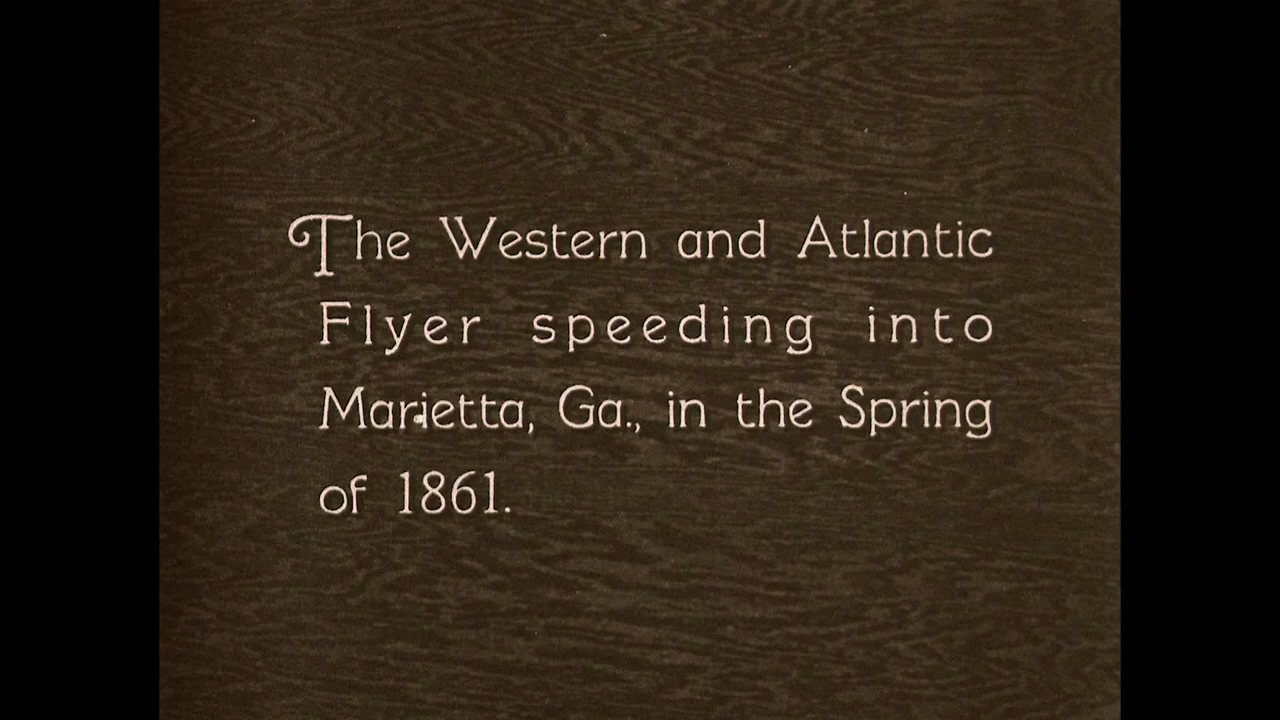 The Western and Atlantic
Flyer speeding into
Marietta, Ga., in the Spring
of 1861.